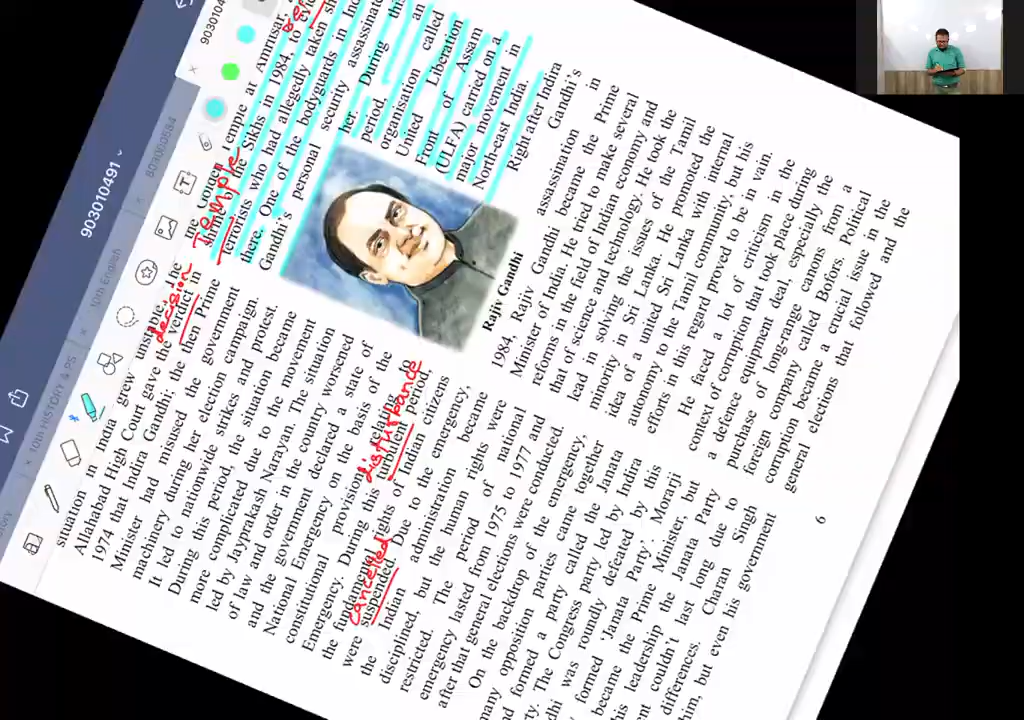 903010491
903010
903000584
10th English
10th HISTORY & PS
story
situation in India grew unstable. The
decision
Allahabad High Court gave the verdict in
1974 that Indira Gandhi, the then Prime
Minister had misused the government
machinery during her election campaign.
It led to nationwide strikes and protest.
During this period, the situation became
more complicated due to the movement
led by Jayprakash Narayan. The situation
of law and order in the country worsened
and the government declared a state of
National Emergency on the basis of the
constitutional provision relating
disturbance
Emergency. During this turbulent period,
the fundamental rights of Indian citizens
cancelled
were suspended. Due to the emergency,
the Indian administration became
disciplined, but the human rights were
restricted. The period of national
emergency lasted from 1975 to 1977 and
after that general elections were conducted.
On the backdrop of the emergency,
many opposition parties came together
formed a party called the Janata
The Congress party led by Indira
was roundly defeated by this
formed 'Janata Party'. Morarji
became the Prime Minister, but
his leadership the Janata Party
couldn't last long due to
differences. Charan Singh
him, but even his government
Temple
temple at Amritsar,
shrine of the Sikhs in 1984, to
Terrorists who had allegedly taken
there. One of the bodyguards in
Gandhi's personal security assassinated
her. During this
period, an
organisation called
United Liberation
Front of Assam
(ULFA) carried on a
major movement in
North-east India.
Right after Indira
Gandhi's
Rajiv Gandhi
assassination in
1984, Rajiv Gandhi became the Prime
Minister of India. He tried to make several
reforms in the field of Indian economy and
that of science and technology. He took the
lead in solving the issues of the Tamil
minority in Sri Lanka. He promoted the
idea of a united Sri Lanka with internal
autonomy to the Tamil community, but his
efforts in this regard proved to be in vain.
He faced a lot of criticism in the
context of corruption that took place during
a defence equipment deal, especially the
purchase of long-range canons from a
foreign company called Bofors. Political
corruption became a crucial issue in the
general elections that followed and the
6